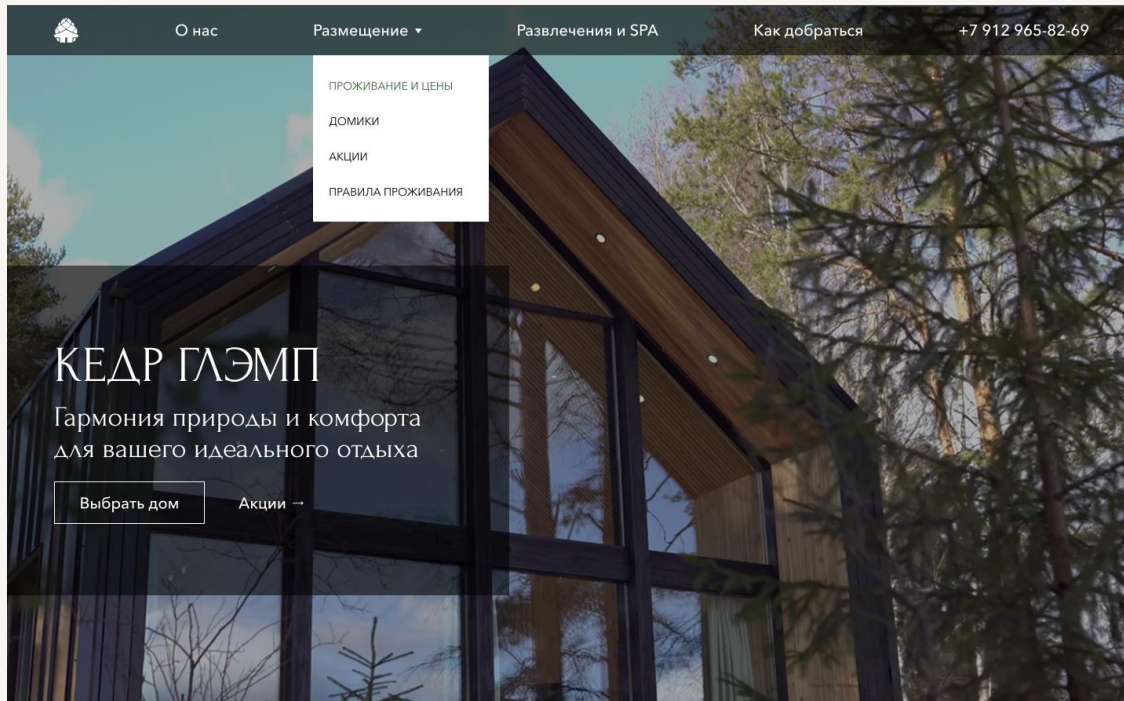 О нас
Размещение ▾
Развлечения и SPA
Как добраться
+7 912 965-82-69
ПРОЖИВАНИЕ И ЦЕНЫ
ДОМИКИ
АКЦИИ
ПРАВИЛА ПРОЖИВАНИЯ
КЕДР ГЛЭМП
Гармония природы и комфорта
для вашего идеального отдыха
Выбрать дом
Акции →